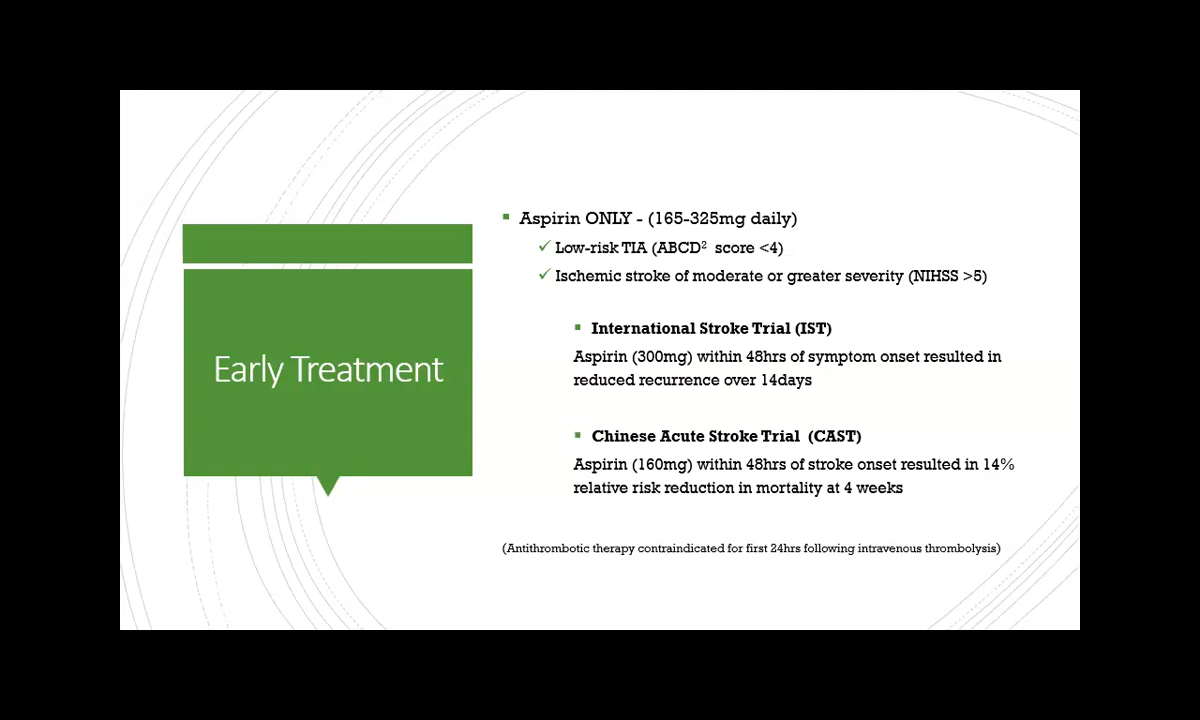 Early Treatment
▪ Aspirin ONLY - (165-325mg daily)
✓ Low-risk TIA (ABCD² score <4)
✓ Ischemic stroke of moderate or greater severity (NIHSS >5)
▪ International Stroke Trial (IST)
Aspirin (300mg) within 48hrs of symptom onset resulted in
reduced recurrence over 14days
▪ Chinese Acute Stroke Trial (CAST)
Aspirin (160mg) within 48hrs of stroke onset resulted in 14%
relative risk reduction in mortality at 4 weeks
(Antithrombotic therapy contraindicated for first 24hrs following intravenous thrombolysis)